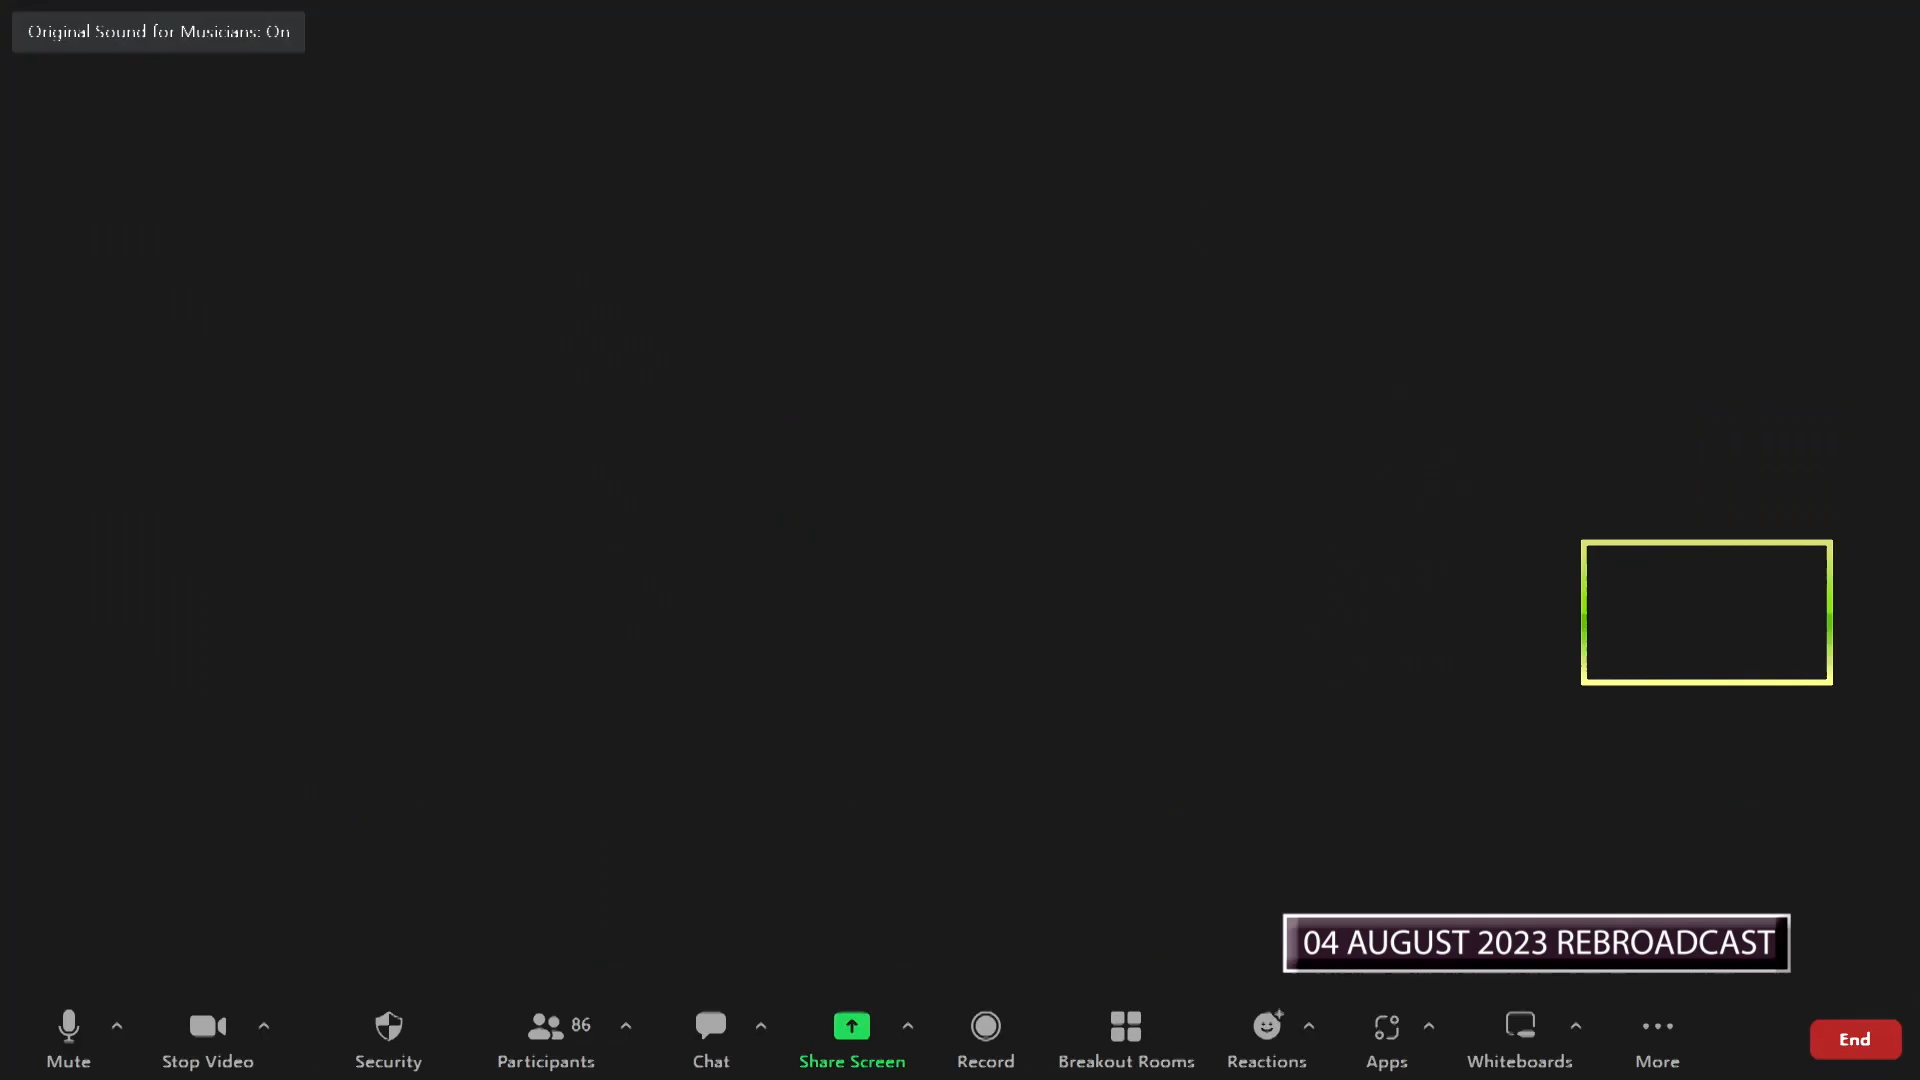 Original Sound for Musicians: On
04 AUGUST 2023 REBROADCAST
86
Mute
Stop Video
Security
Participants
Chat
Share Screen
Record
Breakout Rooms
Reactions
Apps
Whiteboards
More
End